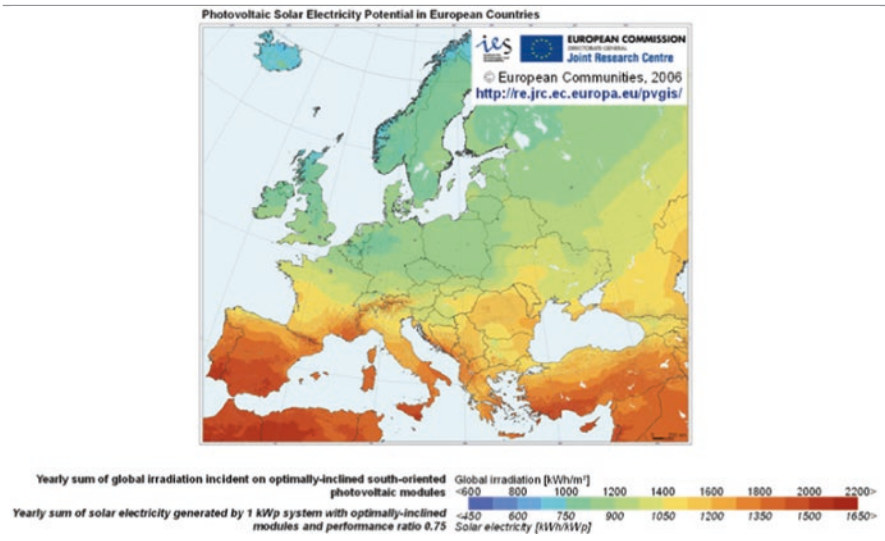 Photovoltaic Solar Electricity Potential in European Countries
ies
EUROPEAN COMMISSION
DIRECTORATE-GENERAL
Joint Research Centre
© European Communities, 2006
http://re.jrc.ec.europa.eu/pvgis/
Yearly sum of global irradiation incident on optimally-inclined south-oriented
photovoltaic modules
Global irradiation [kWh/m²]
<600 800 1000 1200 1400 1600 1800 2000 2200>
Yearly sum of solar electricity generated by 1 kWp system with optimally-inclined
modules and performance ratio 0.75
<450 600 750 900 1050 1200 1350 1500 1650>
Solar electricity [kWh/kWp]